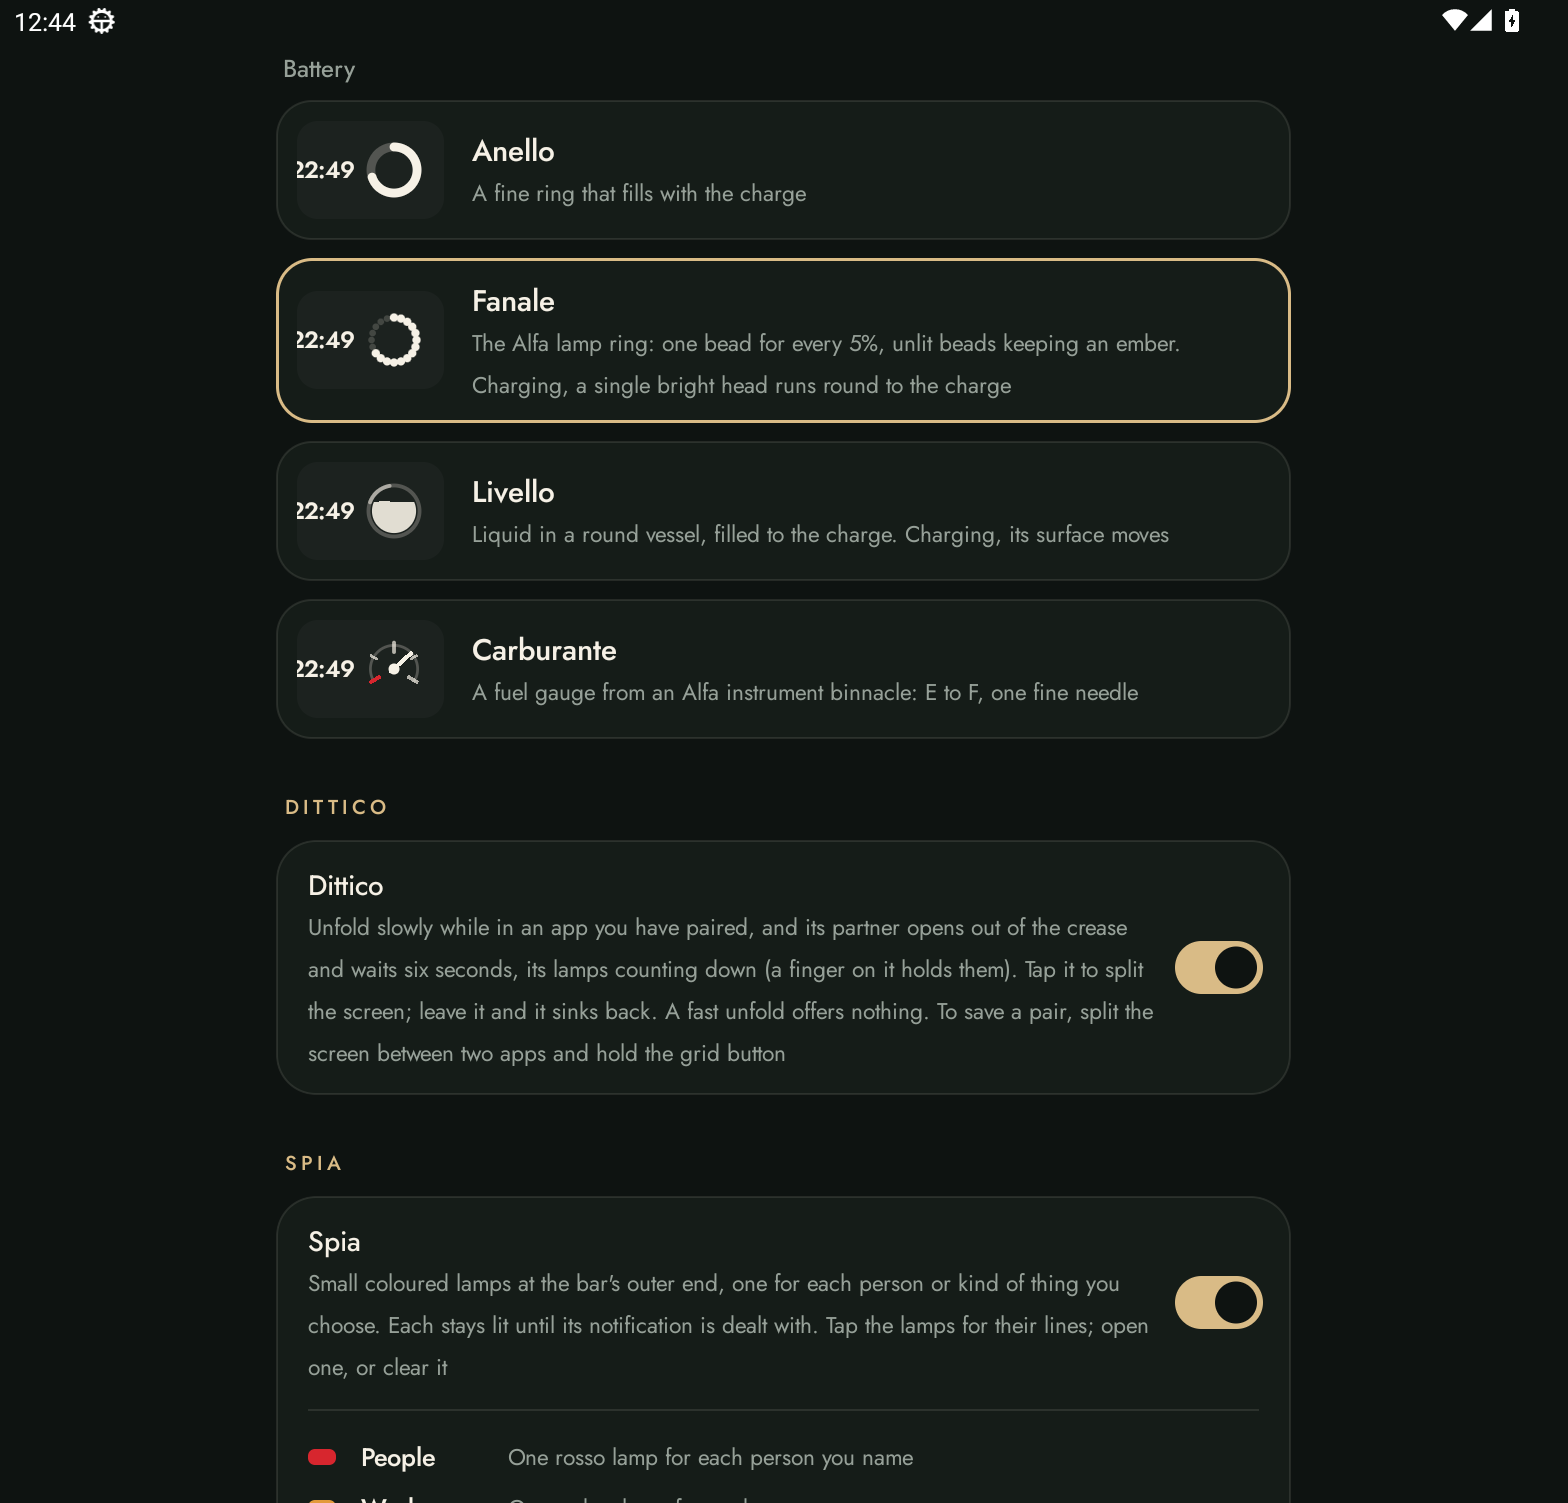 12:44
Battery
22:49
Anello
A fine ring that fills with the charge
22:49
Fanale
The Alfa lamp ring: one bead for every 5%, unlit beads keeping an ember.
Charging, a single bright head runs round to the charge
22:49
Livello
Liquid in a round vessel, filled to the charge. Charging, its surface moves
22:49
Carburante
A fuel gauge from an Alfa instrument binnacle: E to F, one fine needle
DITTICO
Dittico
Unfold slowly while in an app you have paired, and its partner opens out of the crease
and waits six seconds, its lamps counting down (a finger on it holds them). Tap it to split
the screen; leave it and it sinks back. A fast unfold offers nothing. To save a pair, split the
screen between two apps and hold the grid button
SPIA
Spia
Small coloured lamps at the bar's outer end, one for each person or kind of thing you
choose. Each stays lit until its notification is dealt with. Tap the lamps for their lines; open
one, or clear it
People
One rosso lamp for each person you name